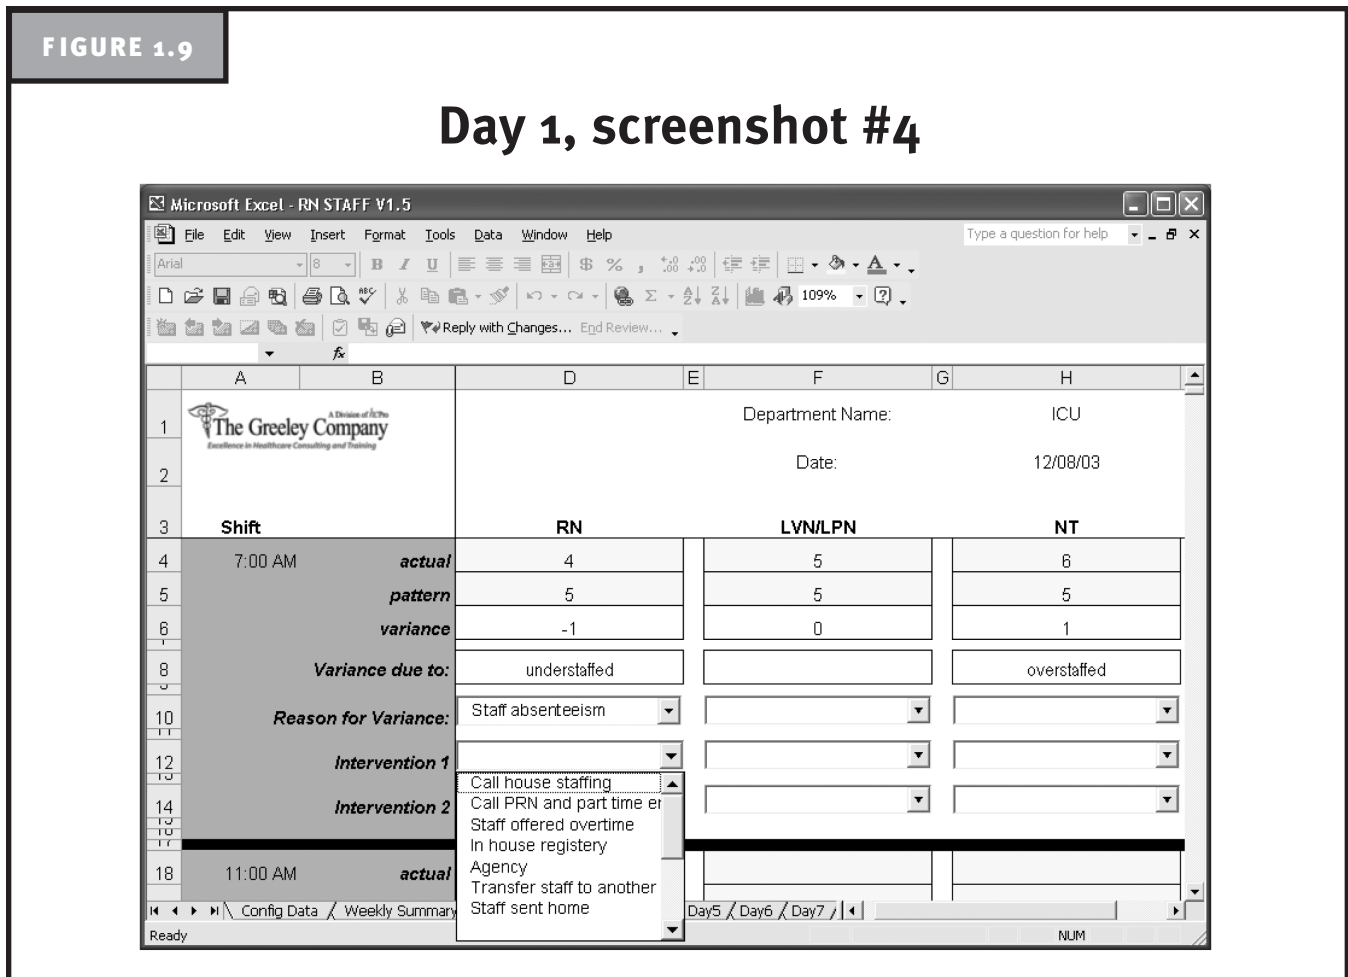 FIGURE 1.9
Day 1, screenshot #4
Microsoft Excel - RN STAFF V1.5
File Edit View Insert Format Tools Data Window Help Type a question for help
Arial 8 B I U $ % ,
ABC Σ 109%
Reply with Changes... End Review...
fx
A B D E F G H
1 The Greeley Company A Division of HCPro Department Name: ICU
Excellence in Healthcare Consulting and Training
2 Date: 12/08/03
3 Shift RN LVN/LPN NT
4 7:00 AM actual 4 5 6
5 pattern 5 5 5
6 variance -1 0 1
8 Variance due to: understaffed overstaffed
10 Reason for Variance: Staff absenteeism
12 Intervention 1
Call house staffing
14 Intervention 2 Call PRN and part time er
Staff offered overtime
In house registery
18 11:00 AM actual Agency
Transfer staff to another
Staff sent home
Config Data Weekly Summary Day5 Day6 Day7
Ready NUM